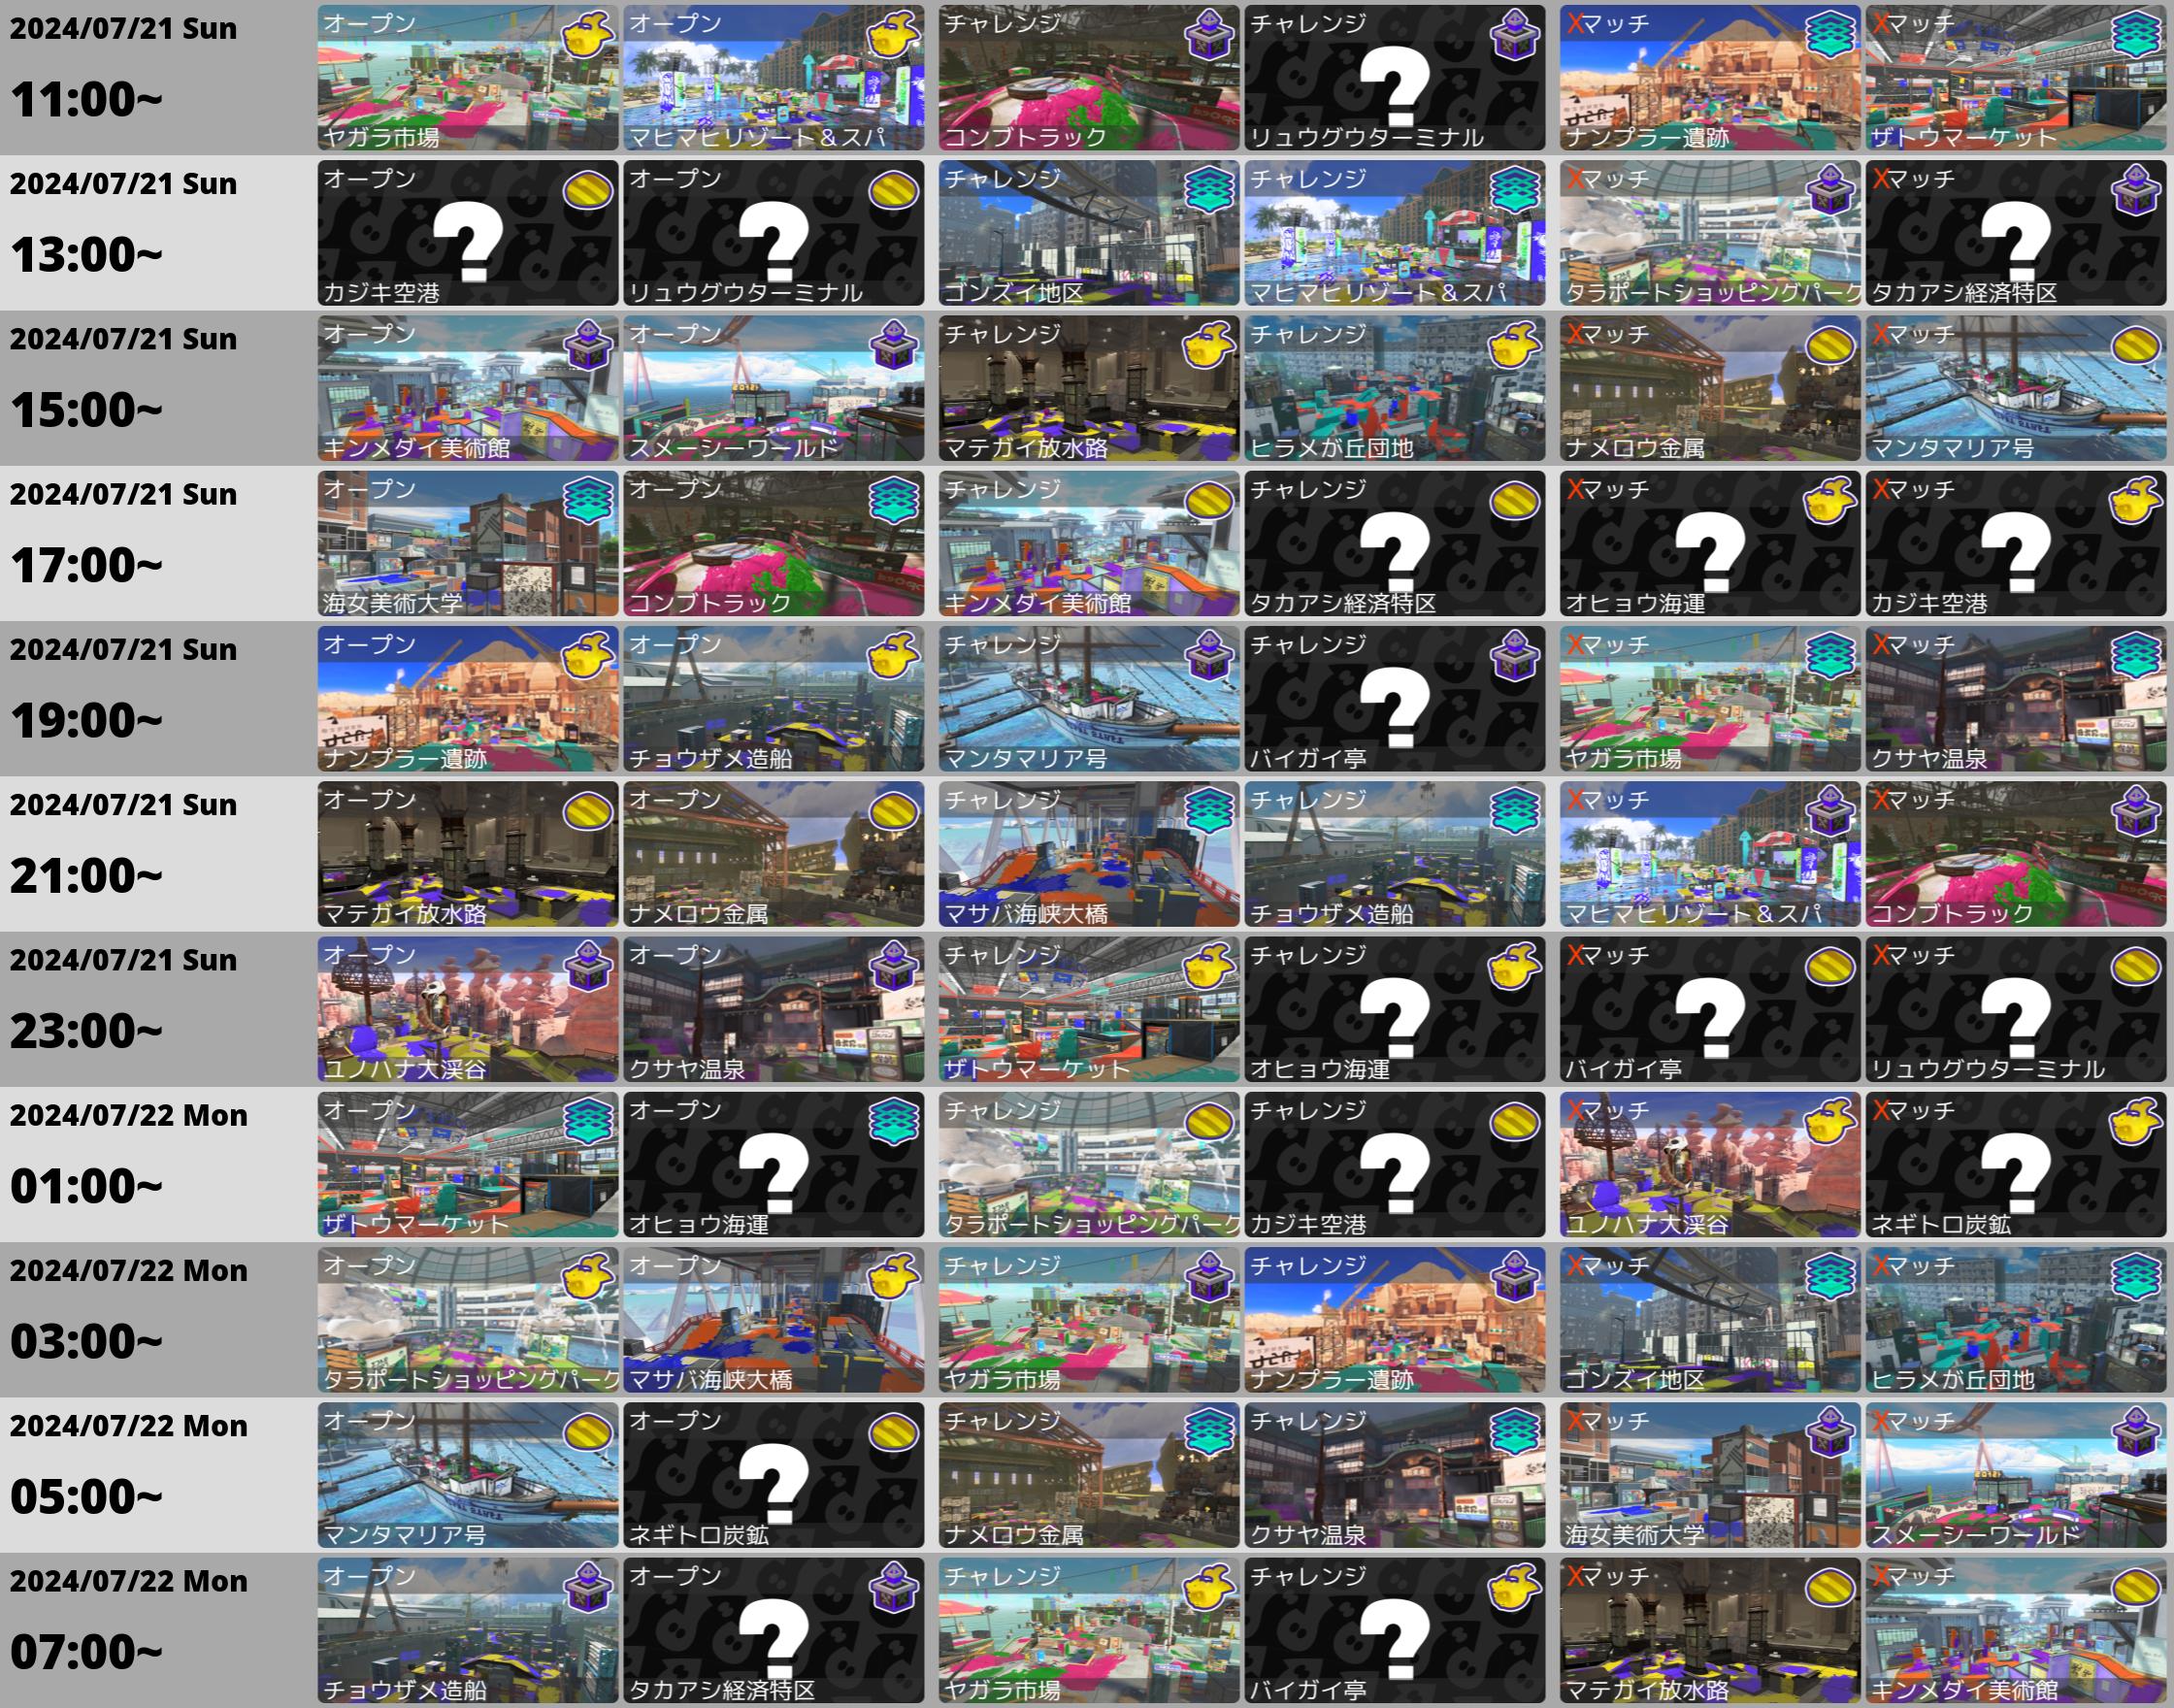 2024/07/21 Sun
11:00~
オープン オープン チャレンジ チャレンジ Xマッチ Xマッチ
ヤガラ市場 マヒマヒリゾート&スパ コンブトラック リュウグウターミナル ナンプラー遺跡 ザトウマーケット
2024/07/21 Sun
13:00~
オープン オープン チャレンジ チャレンジ Xマッチ Xマッチ
カジキ空港 リュウグウターミナル ゴンズイ地区 マヒマヒリゾート&スパ タラポートショッピングパーク タカアシ経済特区
2024/07/21 Sun
15:00~
オープン オープン チャレンジ チャレンジ Xマッチ Xマッチ
キンメダイ美術館 スメーシーワールド マテガイ放水路 ヒラメが丘団地 ナメロウ金属 マンタマリア号
2024/07/21 Sun
17:00~
オープン オープン チャレンジ チャレンジ Xマッチ Xマッチ
海女美術大学 コンブトラック キンメダイ美術館 タカアシ経済特区 オヒョウ海運 カジキ空港
2024/07/21 Sun
19:00~
オープン オープン チャレンジ チャレンジ Xマッチ Xマッチ
ナンプラー遺跡 チョウザメ造船 マンタマリア号 バイガイ亭 ヤガラ市場 クサヤ温泉
2024/07/21 Sun
21:00~
オープン オープン チャレンジ チャレンジ Xマッチ Xマッチ
マテガイ放水路 ナメロウ金属 マサバ海峡大橋 チョウザメ造船 マヒマヒリゾート&スパ コンブトラック
2024/07/21 Sun
23:00~
オープン オープン チャレンジ チャレンジ Xマッチ Xマッチ
ユノハナ大渓谷 クサヤ温泉 ザトウマーケット オヒョウ海運 バイガイ亭 リュウグウターミナル
2024/07/22 Mon
01:00~
オープン オープン チャレンジ チャレンジ Xマッチ Xマッチ
ザトウマーケット オヒョウ海運 タラポートショッピングパーク カジキ空港 ユノハナ大渓谷 ネギトロ炭鉱
2024/07/22 Mon
03:00~
オープン オープン チャレンジ チャレンジ Xマッチ Xマッチ
タラポートショッピングパーク マサバ海峡大橋 ヤガラ市場 ナンプラー遺跡 ゴンズイ地区 ヒラメが丘団地
2024/07/22 Mon
05:00~
オープン オープン チャレンジ チャレンジ Xマッチ Xマッチ
マンタマリア号 ネギトロ炭鉱 ナメロウ金属 クサヤ温泉 海女美術大学 スメーシーワールド
2024/07/22 Mon
07:00~
オープン オープン チャレンジ チャレンジ Xマッチ Xマッチ
チョウザメ造船 タカアシ経済特区 ヤガラ市場 バイガイ亭 マテガイ放水路 キンメダイ美術館